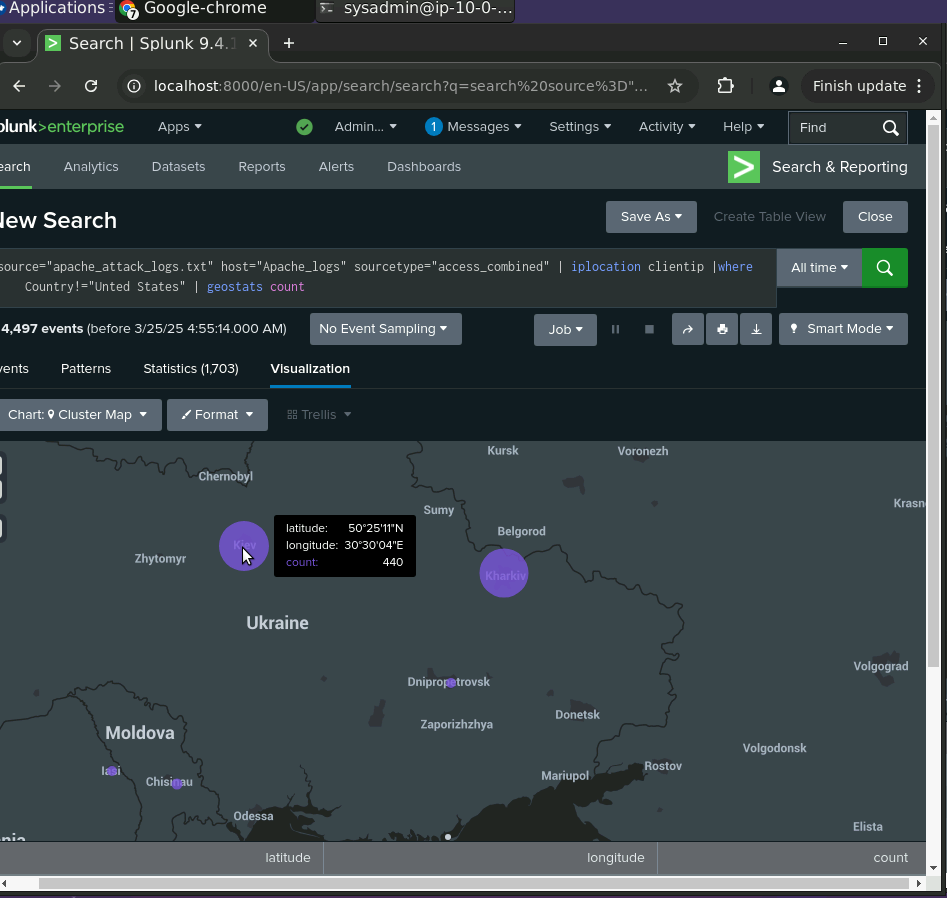 Applications
7 Google-chrome
sysadmin@ip-10-0-...
Search | Splunk 9.4.1
localhost:8000/en-US/app/search/search?q=search%20source%3D"...
Finish update
plunk>enterprise
Apps
Admin...
1 Messages
Settings
Activity
Help
Find
earch
Analytics
Datasets
Reports
Alerts
Dashboards
Search & Reporting
New Search
Save As
Create Table View
Close
source="apache_attack_logs.txt" host="Apache_logs" sourcetype="access_combined" | iplocation clientip |where
Country!="Unted States" | geostats count
All time
4,497 events (before 3/25/25 4:55:14.000 AM)
No Event Sampling
Job
Smart Mode
vents
Patterns
Statistics (1,703)
Visualization
Chart: Cluster Map
Format
Trellis
Kursk
Voronezh
Chernobyl
Krasn
Sumy
Belgorod
latitude: 50°25'11"N
Kiev
longitude: 30°30'04"E
Zhytomyr
count: 440
Kharkiv
Ukraine
Volgograd
Dnipropetrovsk
Donetsk
Zaporizhzhya
Moldova
Volgodonsk
Iasi
Rostov
Mariupol
Chisinau
Odessa
Elista
nia
latitude
longitude
count